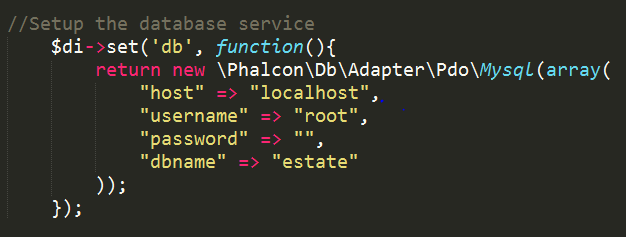 //Setup the database service
$di->set('db', function(){
return new \Phalcon\Db\Adapter\Pdo\Mysql(array(
"host" => "localhost",
"username" => "root",
"password" => "",
"dbname" => "estate"
));
});